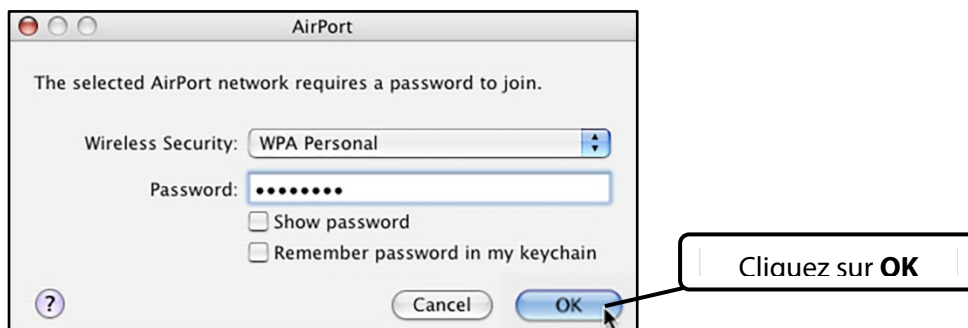 AirPort
The selected AirPort network requires a password to join.
Wireless Security: WPA Personal
Password: ••••••••
Show password
Remember password in my keychain
? Cancel OK
Cliquez sur OK